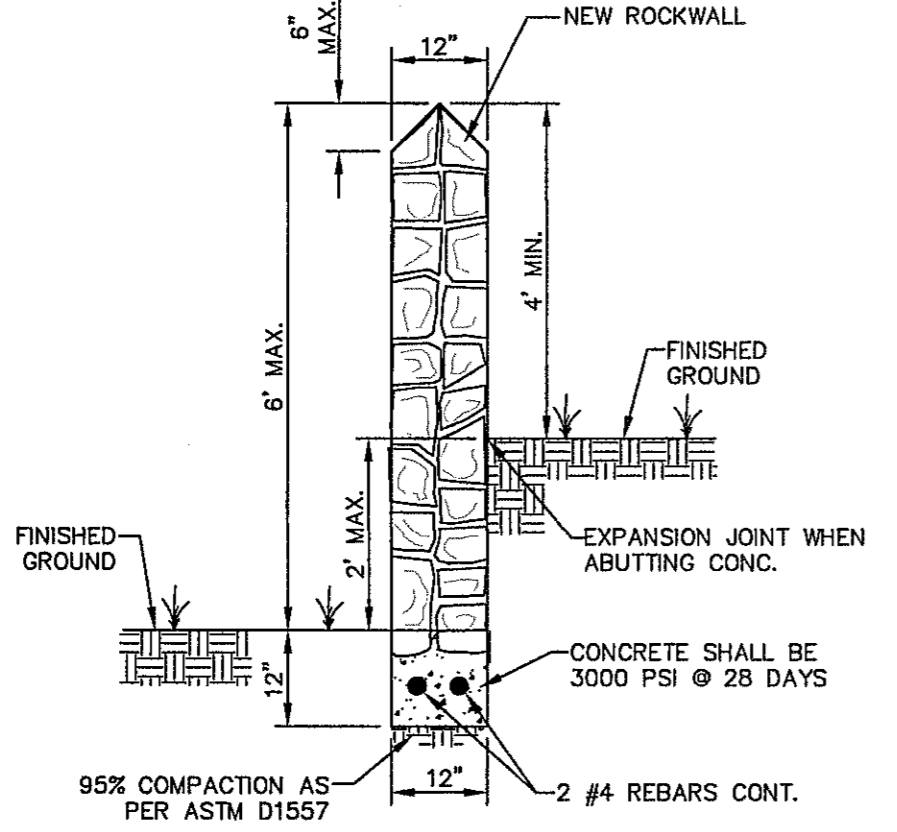 6"
MAX.
12"
NEW ROCKWALL
6' MAX.
4' MIN.
FINISHED
GROUND
2' MAX.
EXPANSION JOINT WHEN
ABUTTING CONC.
FINISHED
GROUND
12"
CONCRETE SHALL BE
3000 PSI @ 28 DAYS
95% COMPACTION AS
PER ASTM D1557
12"
2 #4 REBARS CONT.